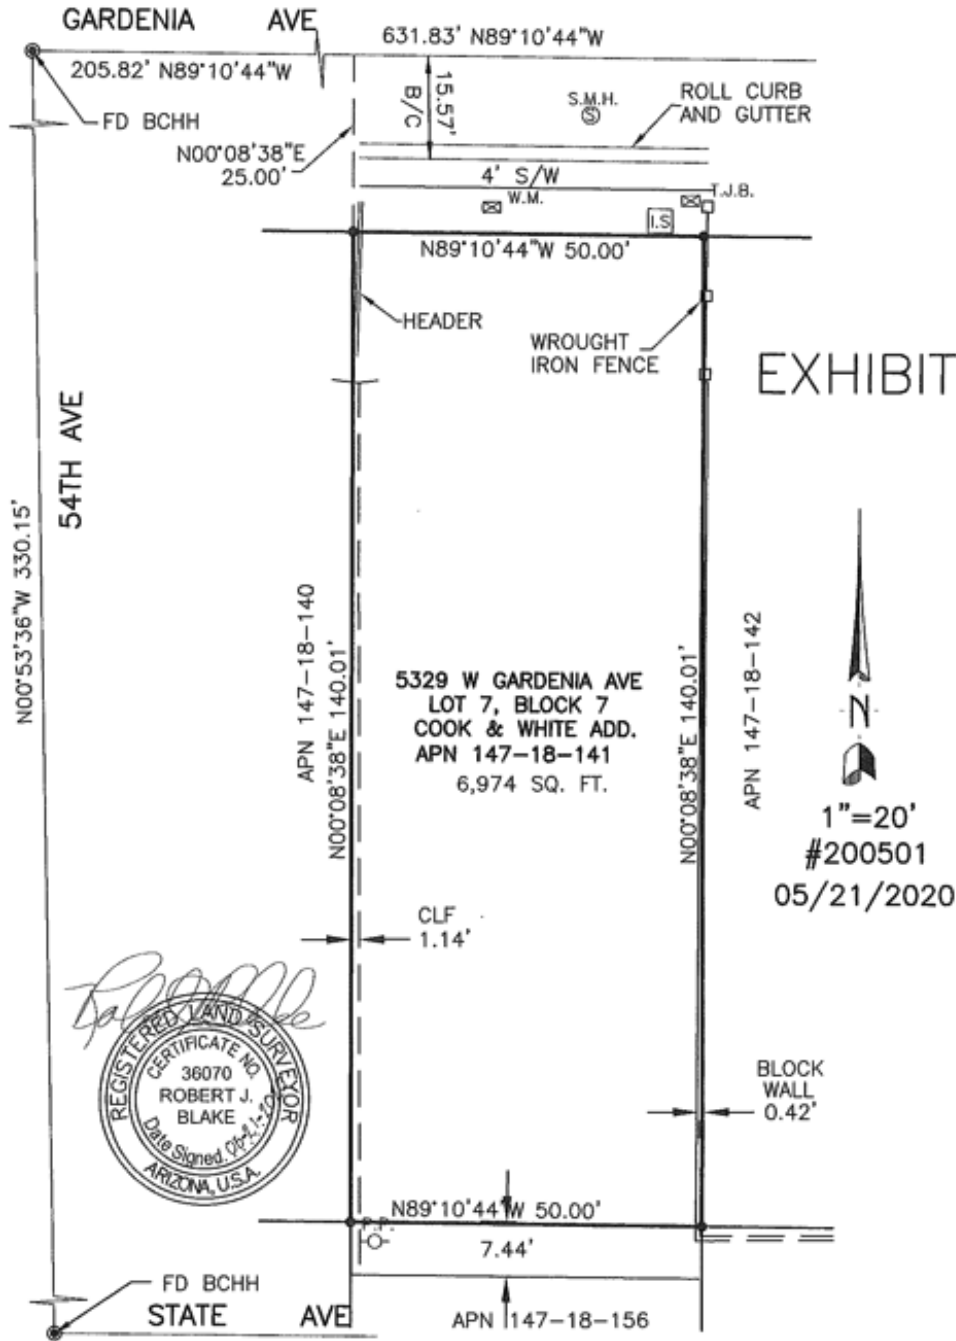 GARDENIA AVE
631.83' N89°10'44"W
205.82' N89°10'44"W
FD BCHH
15.57'
B/C
S.M.H.
S
ROLL CURB
AND GUTTER
N00°08'38"E
25.00'
4' S/W
W.M.
T.J.B.
I.S
N89°10'44"W 50.00'
HEADER
WROUGHT
IRON FENCE
EXHIBIT
54TH AVE
N00°53'36"W 330.15'
APN 147-18-140
N00°08'38"E 140.01'
5329 W GARDENIA AVE
LOT 7, BLOCK 7
COOK & WHITE ADD.
APN 147-18-141
6,974 SQ. FT.
N00°08'38"E 140.01'
APN 147-18-142
N
1"=20'
#200501
05/21/2020
CLF
1.14'
REGISTERED LAND SURVEYOR
CERTIFICATE NO.
36070
ROBERT J.
BLAKE
Date Signed.
ARIZONA, U.S.A.
BLOCK
WALL
0.42'
N89°10'44"W 50.00'
P.P.
7.44'
FD BCHH
STATE AVE
APN 147-18-156